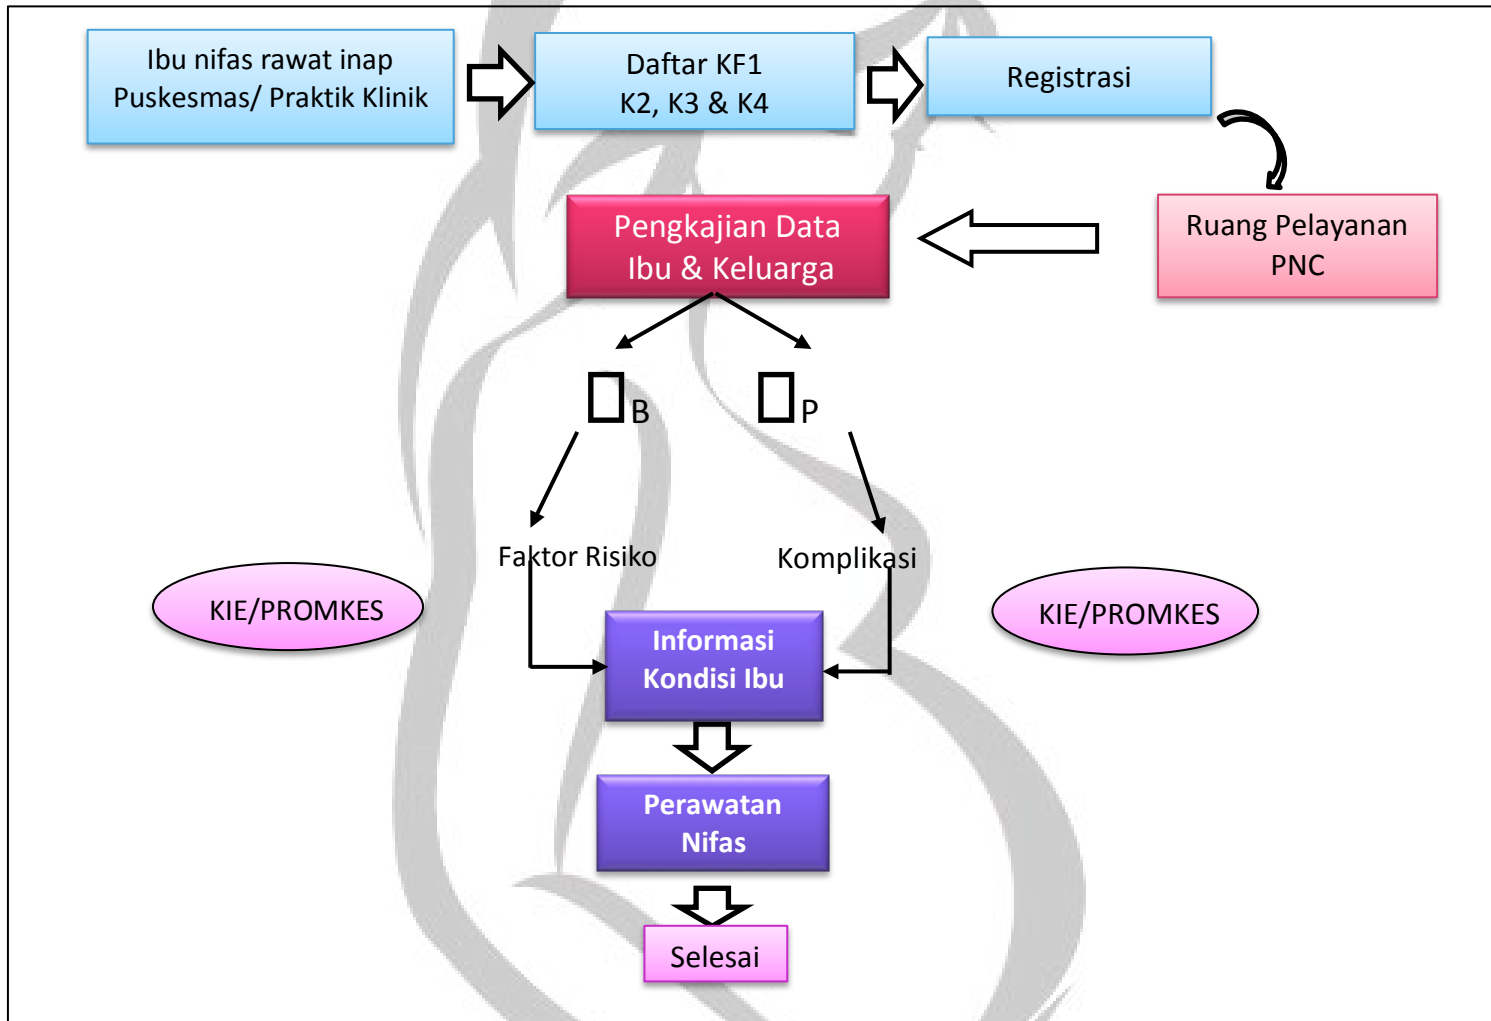 Ibu nifas rawat inap
Puskesmas/ Praktik Klinik
Daftar KF1
K2, K3 & K4
Registrasi
Ruang Pelayanan
PNC
Pengkajian Data
Ibu & Keluarga
B
P
Faktor Risiko
Komplikasi
KIE/PROMKES
KIE/PROMKES
Informasi
Kondisi Ibu
Perawatan
Nifas
Selesai